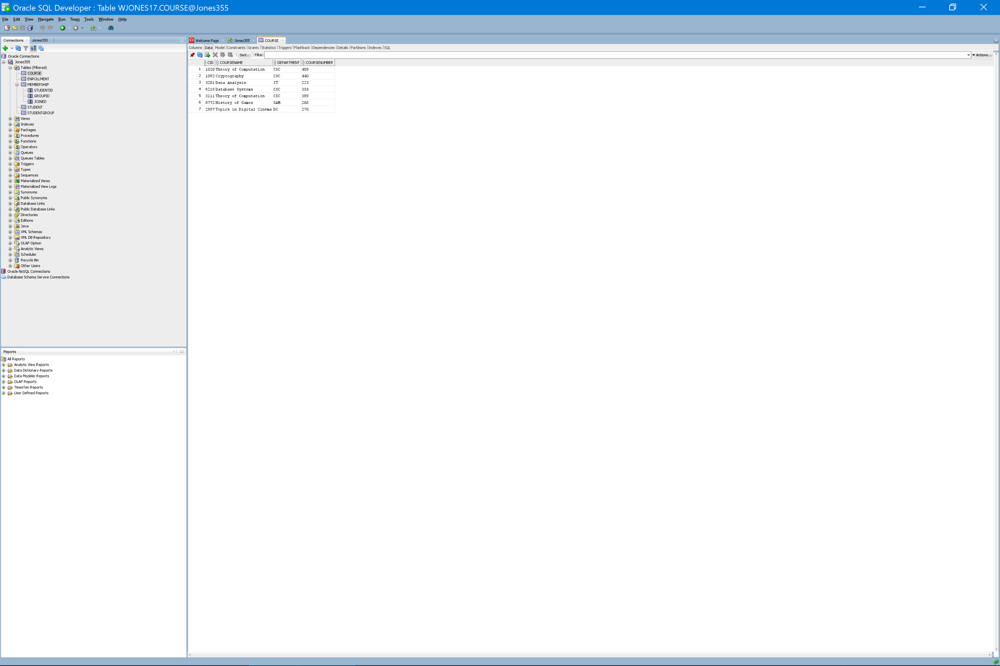 Oracle SQL Developer : Table WJONES17.COURSE@Jones355
File Edit View Navigate Run Team Tools Window Help
Connections Jones355
Oracle Connections
Jones355
Tables (Filtered)
COURSE
ENROLLMENT
MEMBERSHIP
STUDENTID
GROUPID
JOINED
STUDENT
STUDENTGROUP
Views
Indexes
Packages
Procedures
Functions
Operators
Queues
Queues Tables
Triggers
Types
Sequences
Materialized Views
Materialized View Logs
Synonyms
Public Synonyms
Database Links
Public Database Links
Directories
Editions
Java
XML Schemas
XML DB Repository
OLAP Option
Analytic Views
Scheduler
Recycle Bin
Other Users
Oracle NoSQL Connections
Database Schema Service Connections
Reports
All Reports
Analytic View Reports
Data Dictionary Reports
Data Modeler Reports
OLAP Reports
TimesTen Reports
User Defined Reports
Welcome Page Jones355 COURSE
Columns Data Model Constraints Grants Statistics Triggers Flashback Dependencies Details Partitions Indexes SQL
Sort.. Filter: Actions...
CID COURSENAME DEPARTMENT COURSENUMBER
1 1020 Theory of Computation CSC 489
2 1092 Cryptography CSC 440
3 3201 Data Analysis IT 223
4 9219 Database Systems CSC 355
5 3111 Theory of Computation CSC 389
6 8772 History of Games GAM 206
7 2987 Topics in Digital Cinema DC 270